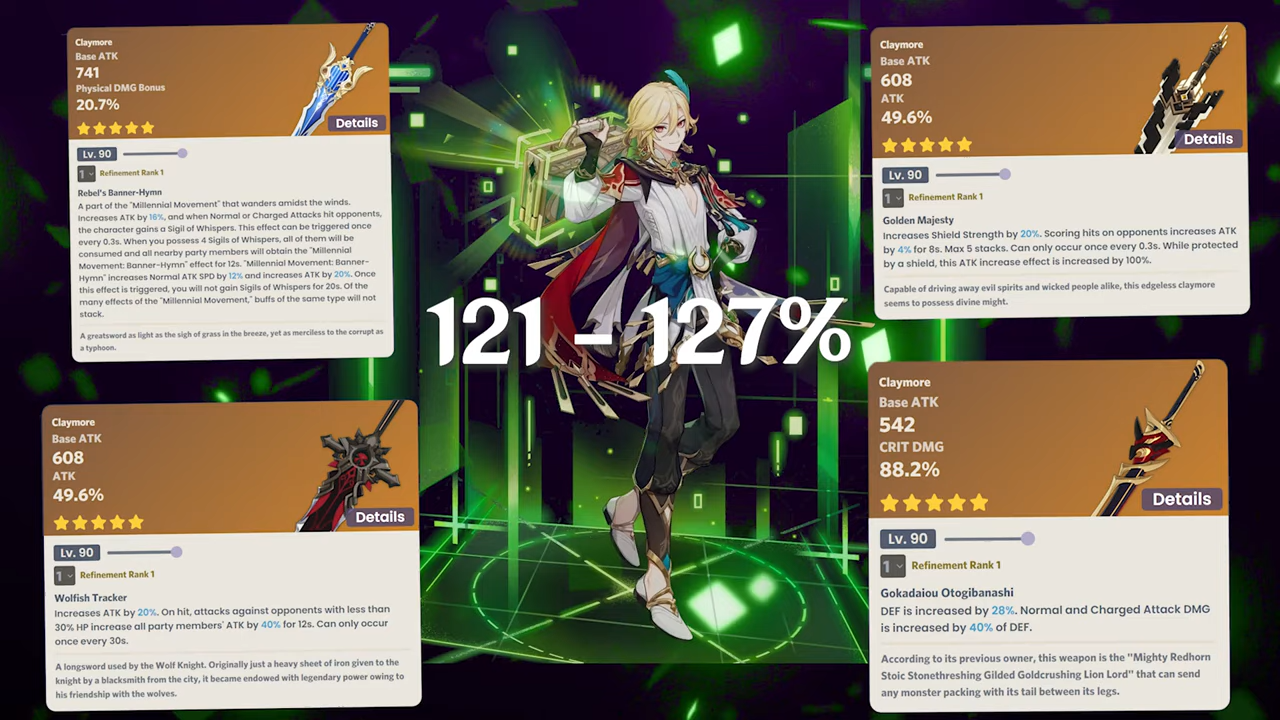 Claymore
Base ATK
741
Physical DMG Bonus
20.7%
Details
Lv. 90
1
Refinement Rank 1
Rebel's Banner-Hymn
A part of the "Millennial Movement" that wanders amidst the winds.
Increases ATK by 16%, and when Normal or Charged Attacks hit opponents,
the character gains a Sigil of Whispers. This effect can be triggered once
every 0.3s. When you possess 4 Sigils of Whispers, all of them will be
consumed and all nearby party members will obtain the "Millennial
Movement: Banner-Hymn" effect for 12s. "Millennial Movement: Banner-
Hymn" increases Normal ATK SPD by 12% and increases ATK by 20%. Once
this effect is triggered, you will not gain Sigils of Whispers for 20s. Of the
many effects of the "Millennial Movement," buffs of the same type will not
stack.
A greatsword as light as the sigh of grass in the breeze, yet as merciless to the corrupt as
a typhoon.
Claymore
Base ATK
608
ATK
49.6%
Details
Lv. 90
1
Refinement Rank 1
Golden Majesty
Increases Shield Strength by 20%. Scoring hits on opponents increases ATK
by 4% for 8s. Max 5 stacks. Can only occur once every 0.3s. While protected
by a shield, this ATK increase effect is increased by 100%.
Capable of driving away evil spirits and wicked people alike, this edgeless claymore
seems to possess divine might.
121 - 127%
Claymore
Base ATK
608
ATK
49.6%
Details
Lv. 90
1
Refinement Rank 1
Wolfish Tracker
Increases ATK by 20%. On hit, attacks against opponents with less than
30% HP increase all party members' ATK by 40% for 12s. Can only occur
once every 30s.
A longsword used by the Wolf Knight. Originally just a heavy sheet of iron given to the
knight by a blacksmith from the city, it became endowed with legendary power owing to
his friendship with the wolves.
Claymore
Base ATK
542
CRIT DMG
88.2%
Details
Lv. 90
1
Refinement Rank 1
Gokadaiou Otogibanashi
DEF is increased by 28%. Normal and Charged Attack DMG
is increased by 40% of DEF.
According to its previous owner, this weapon is the "Mighty Redhorn
Stoic Stonethreshing Gilded Goldcrushing Lion Lord" that can send
any monster packing with its tail between its legs.